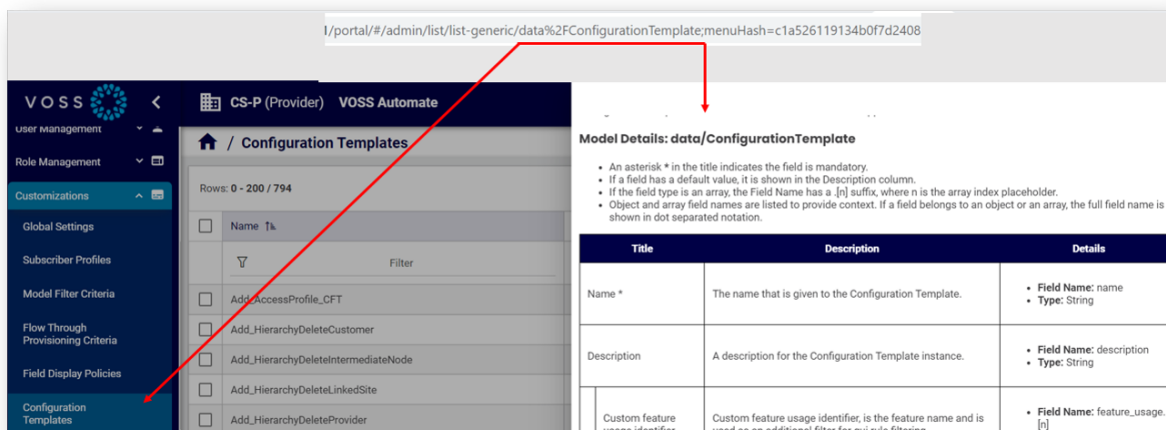 l/portal/#/admin/list/list-generic/data%2FConfigurationTemplate;menuHash=c1a526119134b0f7d2408
VOSS
CS-P (Provider) VOSS Automate
User Management
Role Management
Customizations
Global Settings
Subscriber Profiles
Model Filter Criteria
Flow Through
Provisioning Criteria
Field Display Policies
Configuration
Templates
/ Configuration Templates
Rows: 0 - 200 / 794
Name
Filter
Add_AccessProfile_CFT
Add_HierarchyDeleteCustomer
Add_HierarchyDeleteIntermediateNode
Add_HierarchyDeleteLinkedSite
Add_HierarchyDeleteProvider
Model Details: data/ConfigurationTemplate
• An asterisk * in the title indicates the field is mandatory.
• If a field has a default value, it is shown in the Description column.
• If the field type is an array, the Field Name has a .[n] suffix, where n is the array index placeholder.
• Object and array field names are listed to provide context. If a field belongs to an object or an array, the full field name is
shown in dot separated notation.
Title Description Details
Name * The name that is given to the Configuration Template. • Field Name: name
• Type: String
Description A description for the Configuration Template instance. • Field Name: description
• Type: String
Custom feature Custom feature usage identifier, is the feature name and is • Field Name: feature_usage.
usage identifier used as an additional filter for gui rule filtering [n]